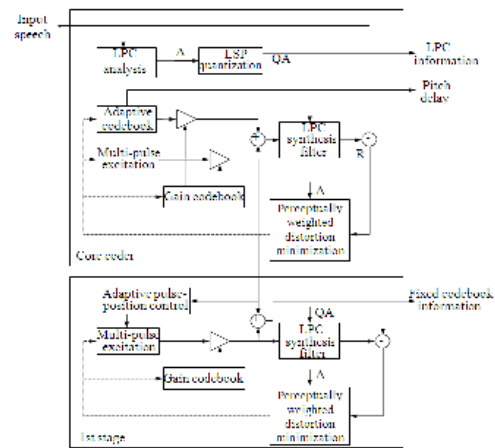 Input
speech
LPC
analysis
A
LSP
quantization
QA
LPC
information
Pitch
delay
Adaptive
codebook
LPC
synthesis
filter
R
Multi-pulse
excitation
A
Gain codebook
Perceptually
weighted
distortion
minimization
Core coder
Adaptive pulse-
position control
Fixed codebook
information
QA
Multi-pulse
excitation
LPC
synthesis
filter
A
Gain codebook
Perceptually
weighted
distortion
minimization
1st stage